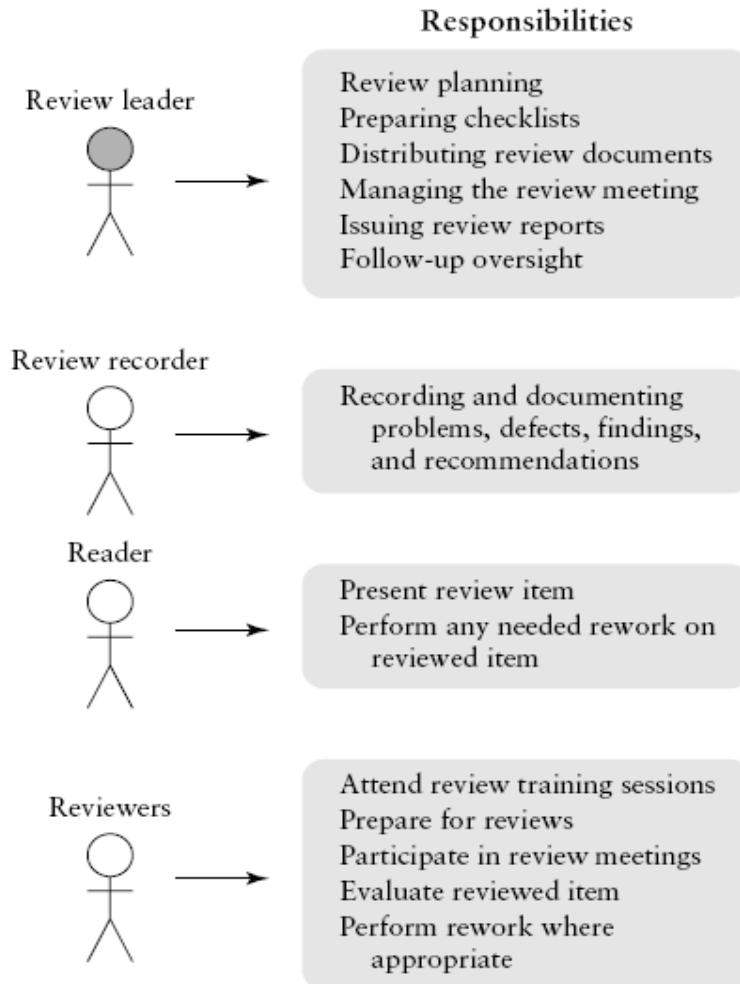 Responsibilities
Review leader
Review planning
Preparing checklists
Distributing review documents
Managing the review meeting
Issuing review reports
Follow-up oversight
Review recorder
Recording and documenting
problems, defects, findings,
and recommendations
Reader
Present review item
Perform any needed rework on
reviewed item
Reviewers
Attend review training sessions
Prepare for reviews
Participate in review meetings
Evaluate reviewed item
Perform rework where
appropriate